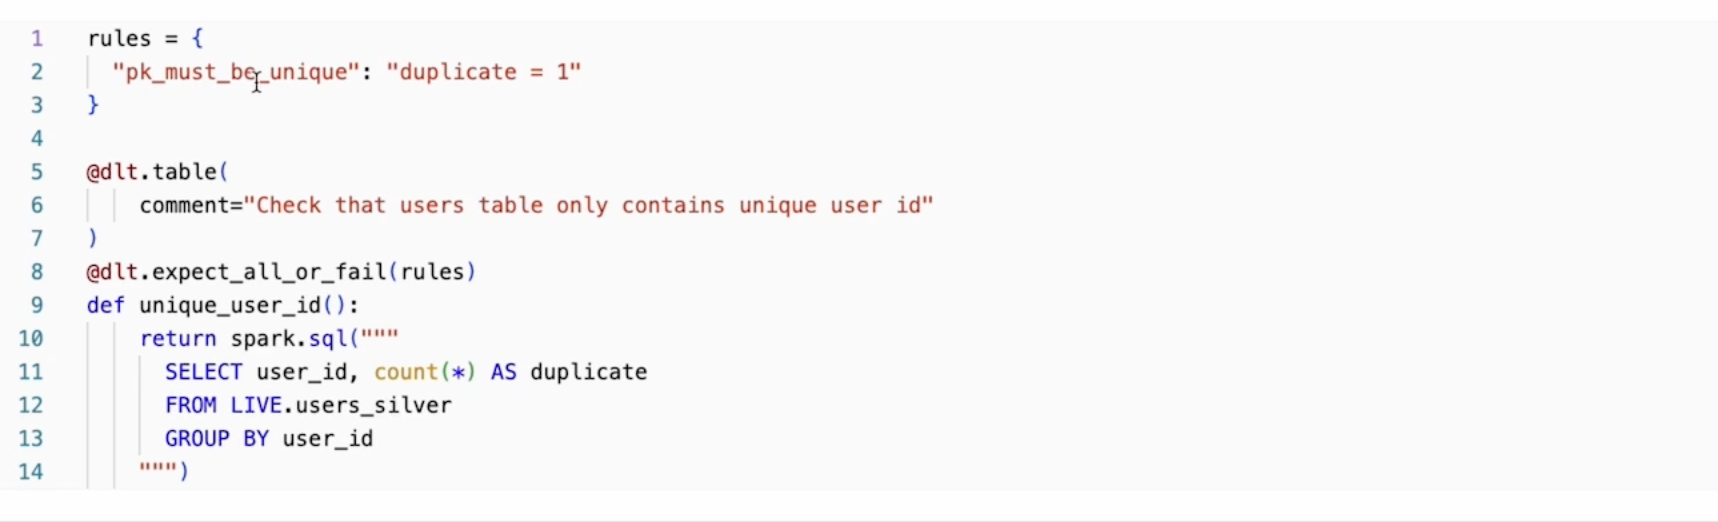 1 rules = {
2 "pk_must_be_unique": "duplicate = 1"
3 }
4
5 @dlt.table(
6 comment="Check that users table only contains unique user id"
7 )
8 @dlt.expect_all_or_fail(rules)
9 def unique_user_id():
10 return spark.sql("""
11 SELECT user_id, count(*) AS duplicate
12 FROM LIVE.users_silver
13 GROUP BY user_id
14 """)